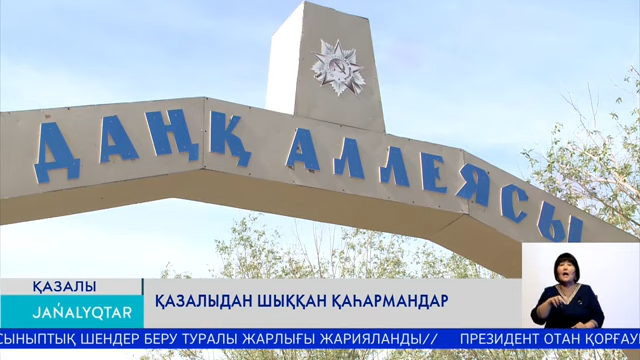 ДАҢҚ АЛЛЕЯСЫ
ҚАЗАЛЫ
ҚАЗАЛЫДАН ШЫҚҚАН ҚАҺАРМАНДАР
JAŃALYQTAR
СЫНЫПТЫҚ ШЕНДЕР БЕРУ ТУРАЛЫ ЖАРЛЫҒЫ ЖАРИЯЛАНДЫ// ПРЕЗИДЕНТ ОТАН ҚОРҒАУ